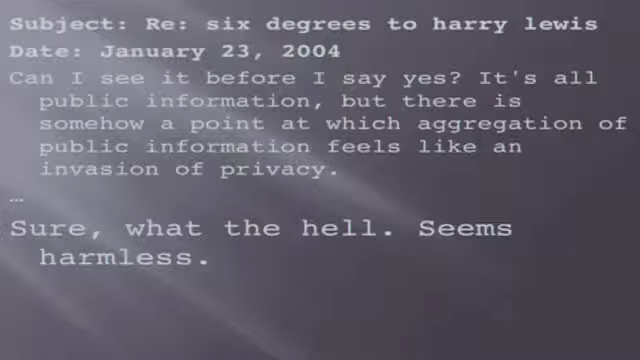 Subject: Re: six degrees to harry lewis
Date: January 23, 2004
Can I see it before I say yes? It's all
public information, but there is
somehow a point at which aggregation of
public information feels like an
invasion of privacy.
…
Sure, what the hell. Seems
harmless.